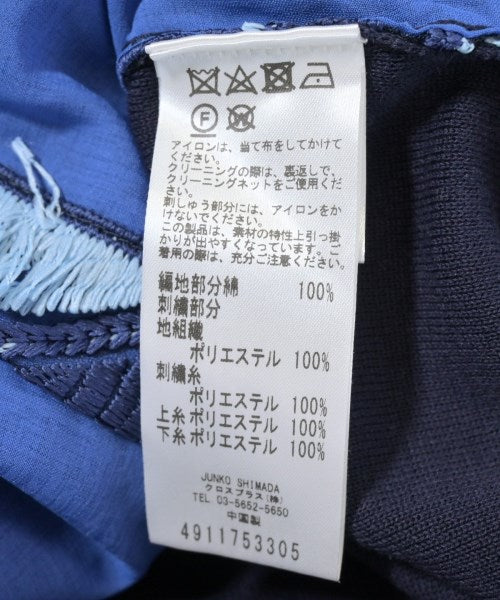 F W
アイロンは、当て布をしてかけて
ください。
クリーニングの際は、裏返しで、
クリーニングネットをご使用くだ
さい。
刺しゅう部分には、アイロンをか
けないでください。
この製品は、素材の特性上引っ掛
かりが出やすくなっています。ご
着用の際は、充分ご注意ください。
編地部分綿 100%
刺繍部分
地組織
ポリエステル 100%
刺繍糸
ポリエステル 100%
上糸ポリエステル 100%
下糸ポリエステル 100%
JUNKO SHIMADA
クロスプラス(株)
TEL 03-5652-5650
中国製
4911753305